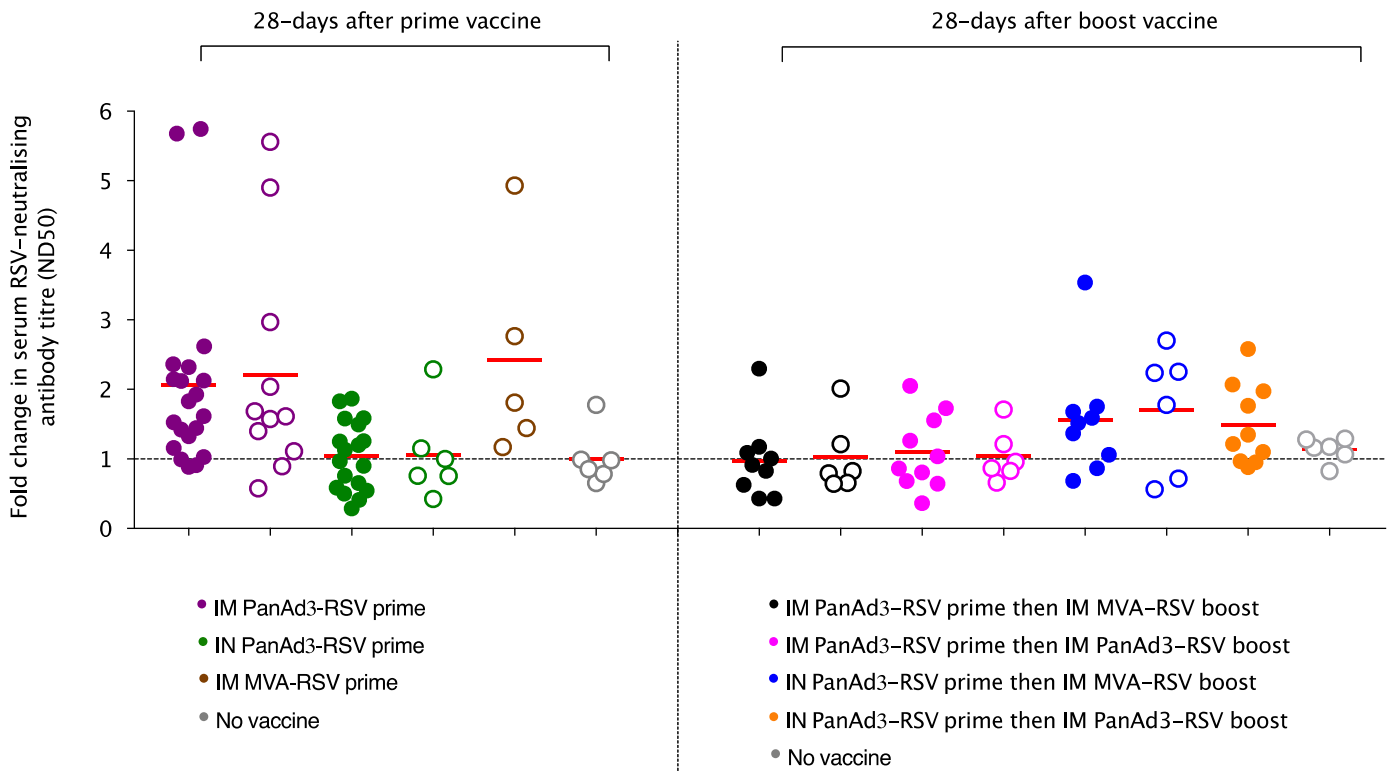 28-days after prime vaccine
28-days after boost vaccine
Fold change in serum RSV-neutralising
antibody titre (ND50)
6
5
4
3
2
1
0
IM PanAd3-RSV prime
IN PanAd3-RSV prime
IM MVA-RSV prime
No vaccine
IM PanAd3-RSV prime then IM MVA-RSV boost
IM PanAd3-RSV prime then IM PanAd3-RSV boost
IN PanAd3-RSV prime then IM MVA-RSV boost
IN PanAd3-RSV prime then IM PanAd3-RSV boost
No vaccine